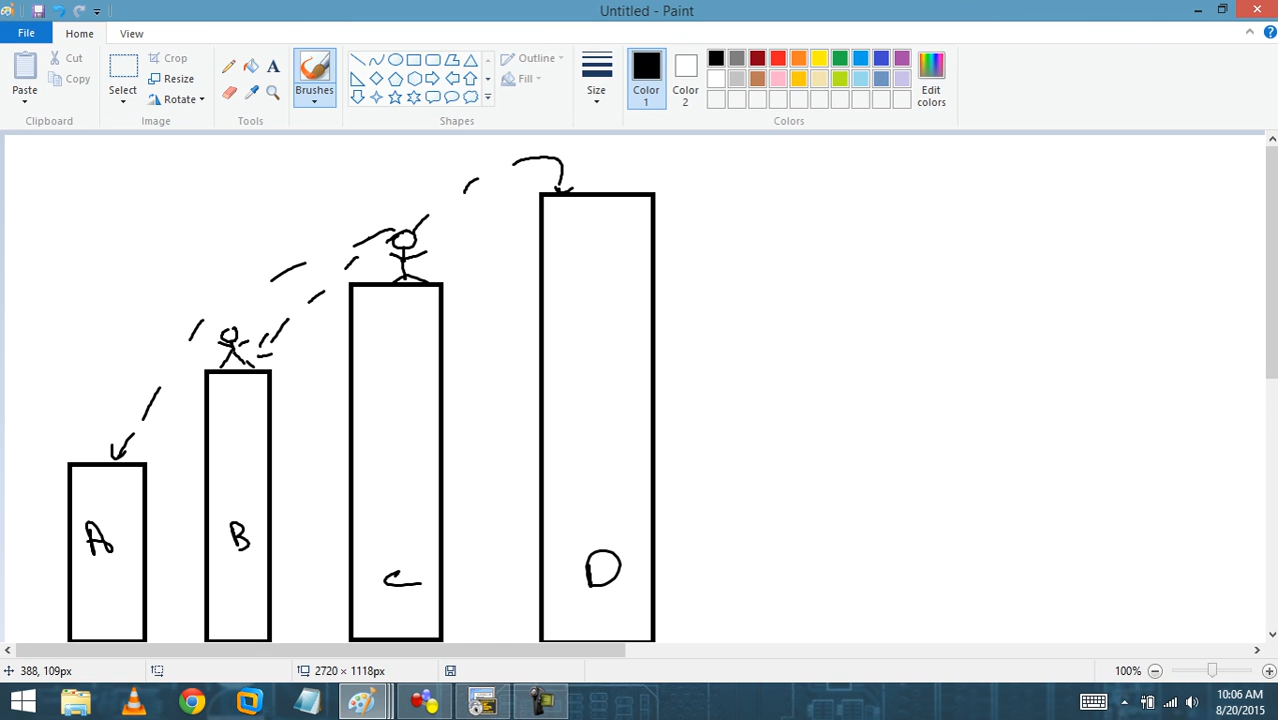 Untitled - Paint
File
Home
View
Paste
Cut
Copy
Clipboard
Select
Crop
Resize
Rotate
Image
A
Tools
Brushes
Shapes
Outline
Fill
Size
Color
1
Color
2
Edit
colors
Colors
A
B
C
D
388, 109px
2720 × 1118px
100%
10:06 AM
8/20/2015